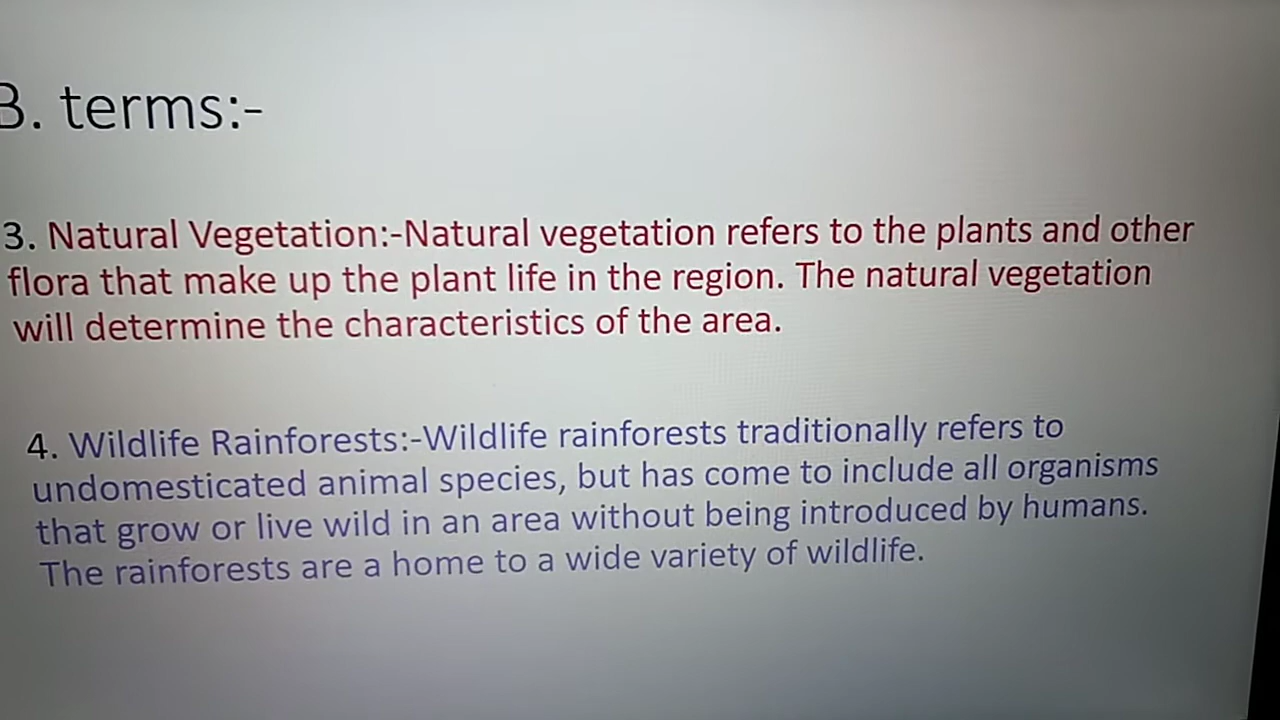 B. terms:-
3. Natural Vegetation:-Natural vegetation refers to the plants and other
flora that make up the plant life in the region. The natural vegetation
will determine the characteristics of the area.
4. Wildlife Rainforests:-Wildlife rainforests traditionally refers to
undomesticated animal species, but has come to include all organisms
that grow or live wild in an area without being introduced by humans.
The rainforests are a home to a wide variety of wildlife.